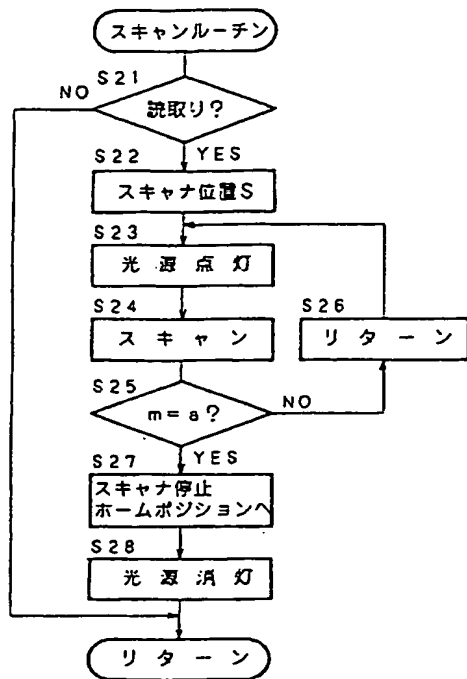 スキャンルーチン
S21
NO
読取り?
S22
YES
スキャナ位置S
S23
光源点灯
S24
スキャン
S26
リターン
S25
m=a?
NO
S27
YES
スキャナ停止
ホームポジションへ
S28
光源消灯
リターン